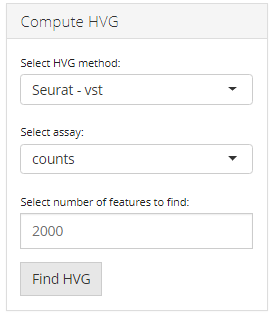 Compute HVG
Select HVG method:
Seurat - vst
Select assay:
counts
Select number of features to find:
2000
Find HVG